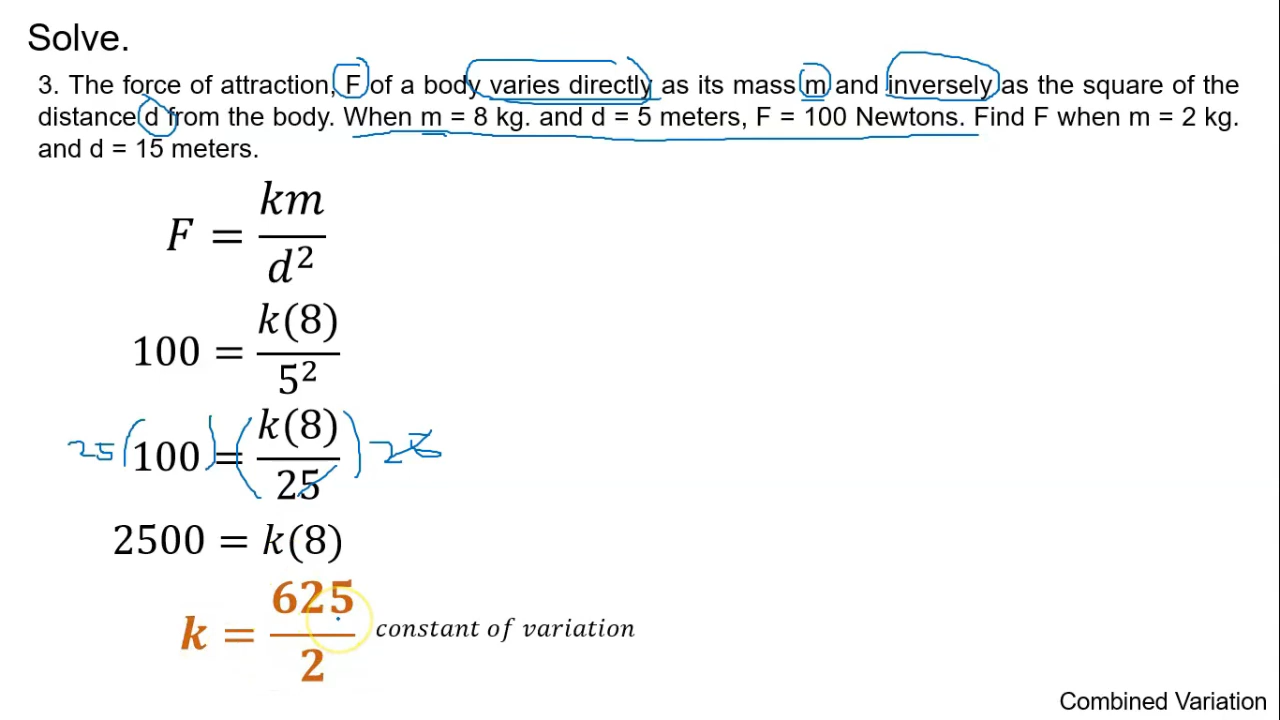 Solve.
3. The force of attraction, F of a body varies directly as its mass m and inversely as the square of the
distance d from the body. When m = 8 kg. and d = 5 meters, F = 100 Newtons. Find F when m = 2 kg.
and d = 15 meters.
F = km/d²
100 = k(8)/5²
25(100) = (k(8)/25)25
2500 = k(8)
k = 625/2 constant of variation
Combined Variation